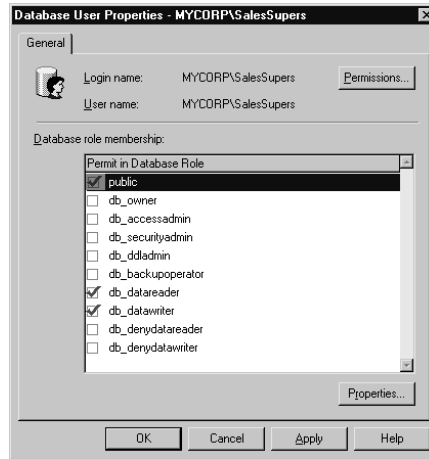 Database User Properties - MYCORP\SalesSupers
General
Login name: MYCORP\SalesSupers Permissions...
User name: MYCORP\SalesSupers
Database role membership:
Permit in Database Role
public
db_owner
db_accessadmin
db_securityadmin
db_ddladmin
db_backupoperator
db_datareader
db_datawriter
db_denydatareader
db_denydatawriter
Properties...
OK Cancel Apply Help